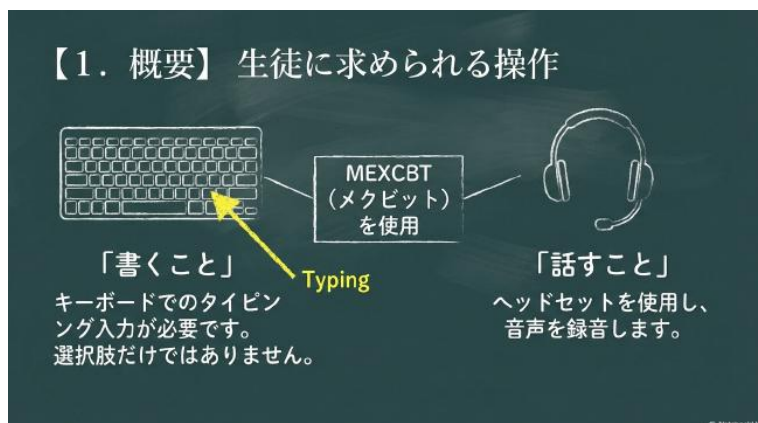 【1．概要】 生徒に求められる操作
MEXCBT
（メクビット）
を使用
「書くこと」
Typing
キーボードでのタイピン
ング入力が必要です。
選択肢だけではありません。
「話すこと」
ヘッドセットを使用し、
音声を録音します。